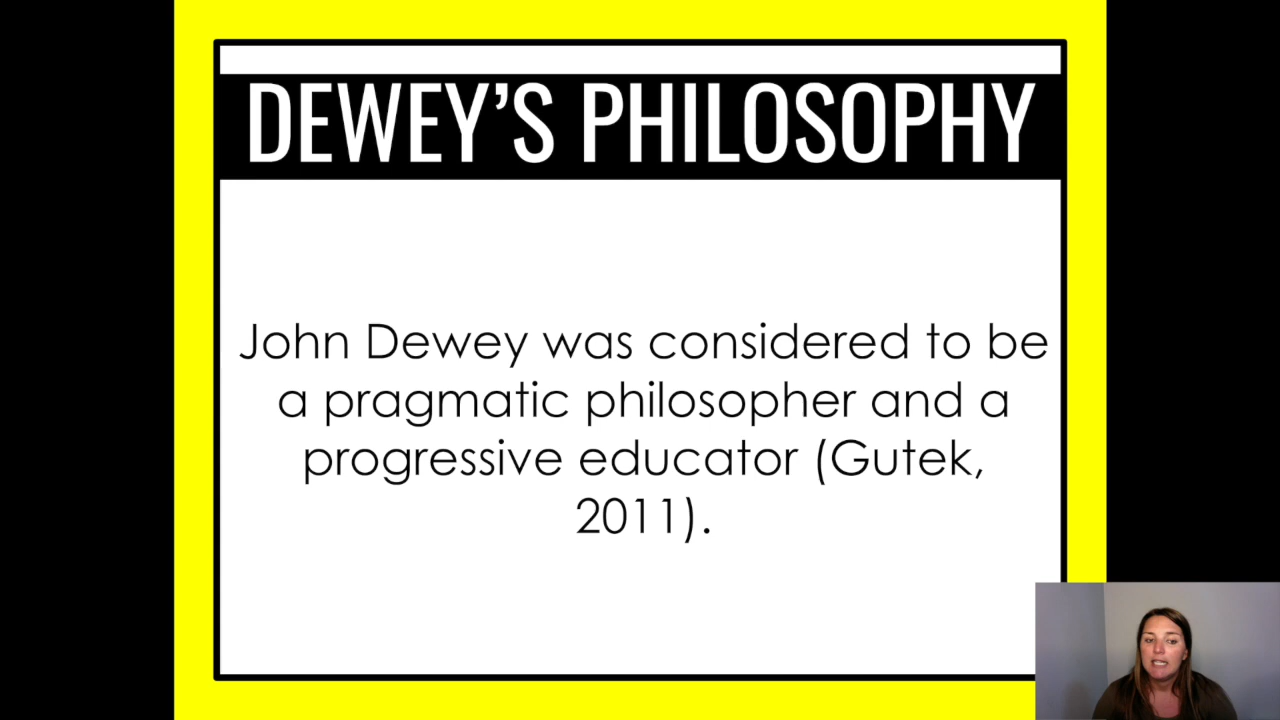 DEWEY’S PHILOSOPHY
John Dewey was considered to be
a pragmatic philosopher and a
progressive educator (Gutek,
2011).